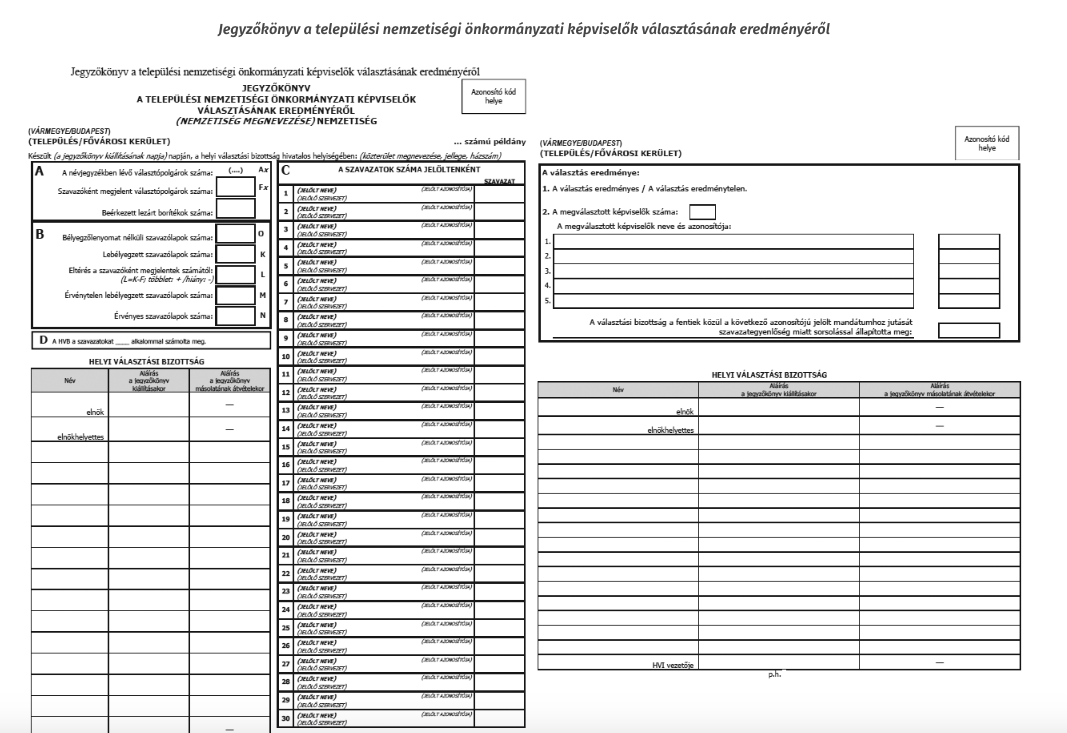 Jegyzőkönyv a települési nemzetiségi önkormányzati képviselők választásának eredményéről
Jegyzőkönyv a települési nemzetiségi önkormányzati képviselők választásának eredményéről
JEGYZŐKÖNYV
A TELEPÜLÉSI NEMZETISÉGI ÖNKORMÁNYZATI KÉPVISELŐK
VÁLASZTÁSÁNAK EREDMÉNYÉRŐL
(NEMZETISÉG MEGNEVEZÉSE) NEMZETISÉG
Azonosító kód
helye
(VÁRMEGYE/BUDAPEST)
(TELEPÜLÉS/FŐVÁROSI KERÜLET)
... számú példány
Készült (a jegyzőkönyv kiállításának napja) napján, a helyi választási bizottság hivatalos helyiségében: (közterület megnevezése, jellege, házszám)
A
A névjegyzékben lévő választópolgárok száma: (....) Ax
Szavazóként megjelent választópolgárok száma: Fx
Beérkezett lezárt borítékok száma:
B
Bélyegzőlenyomat nélküli szavazólapok száma: O
Lebélyegzett szavazólapok száma: K
Eltérés a szavazóként megjelentek számától: L
(L=K-F; többlet: + /hiány: -)
Érvénytelen lebélyegzett szavazólapok száma: M
Érvényes szavazólapok száma: N
D A HVB a szavazatokat ____ alkalommal számolta meg.
HELYI VÁLASZTÁSI BIZOTTSÁG
Név
Aláírás
a jegyzőkönyv
kiállításakor
Aláírás
a jegyzőkönyv
másolatának átvételekor
elnök —
elnökhelyettes —
—
C A SZAVAZATOK SZÁMA JELÖLTENKÉNT
SZAVAZAT
1 (JELÖLT NEVE) (JELÖLT AZONOSÍTÓJA)
(JELÖLŐ SZERVEZET)
2 (JELÖLT NEVE) (JELÖLT AZONOSÍTÓJA)
(JELÖLŐ SZERVEZET)
3 (JELÖLT NEVE) (JELÖLT AZONOSÍTÓJA)
(JELÖLŐ SZERVEZET)
4 (JELÖLT NEVE) (JELÖLT AZONOSÍTÓJA)
(JELÖLŐ SZERVEZET)
5 (JELÖLT NEVE) (JELÖLT AZONOSÍTÓJA)
(JELÖLŐ SZERVEZET)
6 (JELÖLT NEVE) (JELÖLT AZONOSÍTÓJA)
(JELÖLŐ SZERVEZET)
7 (JELÖLT NEVE) (JELÖLT AZONOSÍTÓJA)
(JELÖLŐ SZERVEZET)
8 (JELÖLT NEVE) (JELÖLT AZONOSÍTÓJA)
(JELÖLŐ SZERVEZET)
9 (JELÖLT NEVE) (JELÖLT AZONOSÍTÓJA)
(JELÖLŐ SZERVEZET)
10 (JELÖLT NEVE) (JELÖLT AZONOSÍTÓJA)
(JELÖLŐ SZERVEZET)
11 (JELÖLT NEVE) (JELÖLT AZONOSÍTÓJA)
(JELÖLŐ SZERVEZET)
12 (JELÖLT NEVE) (JELÖLT AZONOSÍTÓJA)
(JELÖLŐ SZERVEZET)
13 (JELÖLT NEVE) (JELÖLT AZONOSÍTÓJA)
(JELÖLŐ SZERVEZET)
14 (JELÖLT NEVE) (JELÖLT AZONOSÍTÓJA)
(JELÖLŐ SZERVEZET)
15 (JELÖLT NEVE) (JELÖLT AZONOSÍTÓJA)
(JELÖLŐ SZERVEZET)
16 (JELÖLT NEVE) (JELÖLT AZONOSÍTÓJA)
(JELÖLŐ SZERVEZET)
17 (JELÖLT NEVE) (JELÖLT AZONOSÍTÓJA)
(JELÖLŐ SZERVEZET)
18 (JELÖLT NEVE) (JELÖLT AZONOSÍTÓJA)
(JELÖLŐ SZERVEZET)
19 (JELÖLT NEVE) (JELÖLT AZONOSÍTÓJA)
(JELÖLŐ SZERVEZET)
20 (JELÖLT NEVE) (JELÖLT AZONOSÍTÓJA)
(JELÖLŐ SZERVEZET)
21 (JELÖLT NEVE) (JELÖLT AZONOSÍTÓJA)
(JELÖLŐ SZERVEZET)
22 (JELÖLT NEVE) (JELÖLT AZONOSÍTÓJA)
(JELÖLŐ SZERVEZET)
23 (JELÖLT NEVE) (JELÖLT AZONOSÍTÓJA)
(JELÖLŐ SZERVEZET)
24 (JELÖLT NEVE) (JELÖLT AZONOSÍTÓJA)
(JELÖLŐ SZERVEZET)
25 (JELÖLT NEVE) (JELÖLT AZONOSÍTÓJA)
(JELÖLŐ SZERVEZET)
26 (JELÖLT NEVE) (JELÖLT AZONOSÍTÓJA)
(JELÖLŐ SZERVEZET)
27 (JELÖLT NEVE) (JELÖLT AZONOSÍTÓJA)
(JELÖLŐ SZERVEZET)
28 (JELÖLT NEVE) (JELÖLT AZONOSÍTÓJA)
(JELÖLŐ SZERVEZET)
29 (JELÖLT NEVE) (JELÖLT AZONOSÍTÓJA)
(JELÖLŐ SZERVEZET)
30 (JELÖLT NEVE) (JELÖLT AZONOSÍTÓJA)
(JELÖLŐ SZERVEZET)
Azonosító kód
helye
(VÁRMEGYE/BUDAPEST)
(TELEPÜLÉS/FŐVÁROSI KERÜLET)
A választás eredménye:
1. A választás eredményes / A választás eredménytelen.
2. A megválasztott képviselők száma:
A megválasztott képviselők neve és azonosítója:
1.
2.
3.
4.
5.
A választási bizottság a fentiek közül a következő azonosítójú jelölt mandátumhoz jutását
szavazategyenlőség miatt sorsolással állapította meg:
HELYI VÁLASZTÁSI BIZOTTSÁG
Név
Aláírás
a jegyzőkönyv kiállításakor
Aláírás
a jegyzőkönyv másolatának átvételekor
elnök —
elnökhelyettes —
HVI vezetője —
p.h.